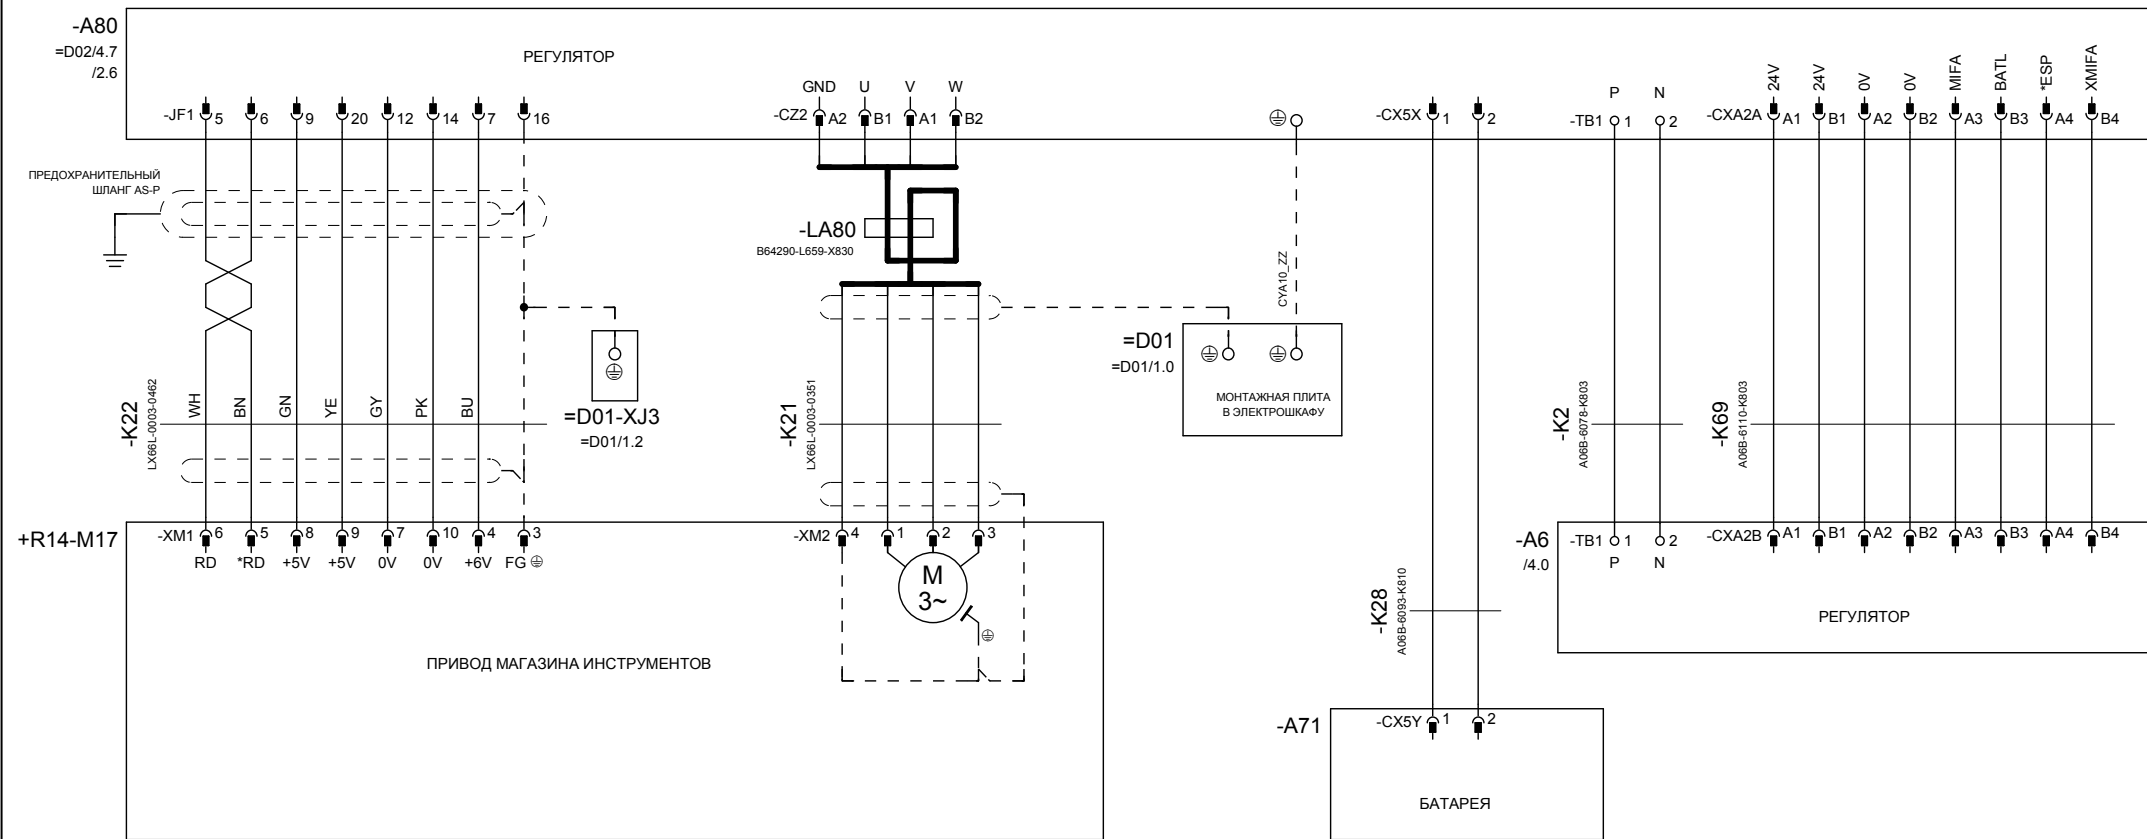 -A80
=D02/4.7
/2.6
РЕГУЛЯТОР
-JF1 5 6 9 20 12 14 7 16
GND U V W
-CZ2 A2 B1 A1 B2
-CX5X 1 2
P N
-TB1 1 2
24V 24V 0V 0V MIFA BATL *ESP XMIFA
-CXA2A A1 B1 A2 B2 A3 B3 A4 B4
ПРЕДОХРАНИТЕЛЬНЫЙ
ШЛАНГ AS-P
-LA80
B64290-L659-X830
CYA10_ZZ
=D01
=D01/1.0
МОНТАЖНАЯ ПЛИТА
В ЭЛЕКТРОШКАФУ
-K22
LX66L-0003-0462
WH BN GN YE GY PK BU
=D01-XJ3
=D01/1.2
-K21
LX66L-0003-0351
-K2
A06B-6078-K803
-K69
A06B-6110-K803
+R14-M17
-XM1 6 5 8 9 7 10 4 3
RD *RD +5V +5V 0V 0V +6V FG
-XM2 4 1 2 3
M
3~
ПРИВОД МАГАЗИНА ИНСТРУМЕНТОВ
-K28
A06B-6093-K810
-A6
/4.0
-TB1 1 2
P N
-CXA2B A1 B1 A2 B2 A3 B3 A4 B4
РЕГУЛЯТОР
-A71
-CX5Y 1 2
БАТАРЕЯ